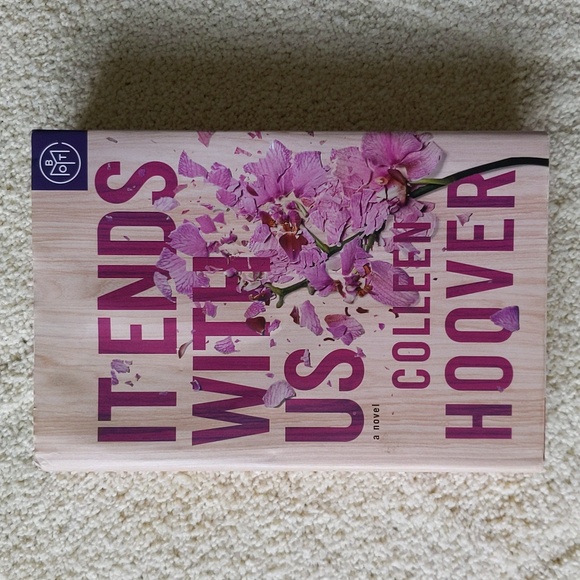 BOTM
IT ENDS
WITH
US
a novel
COLLEEN
HOOVER